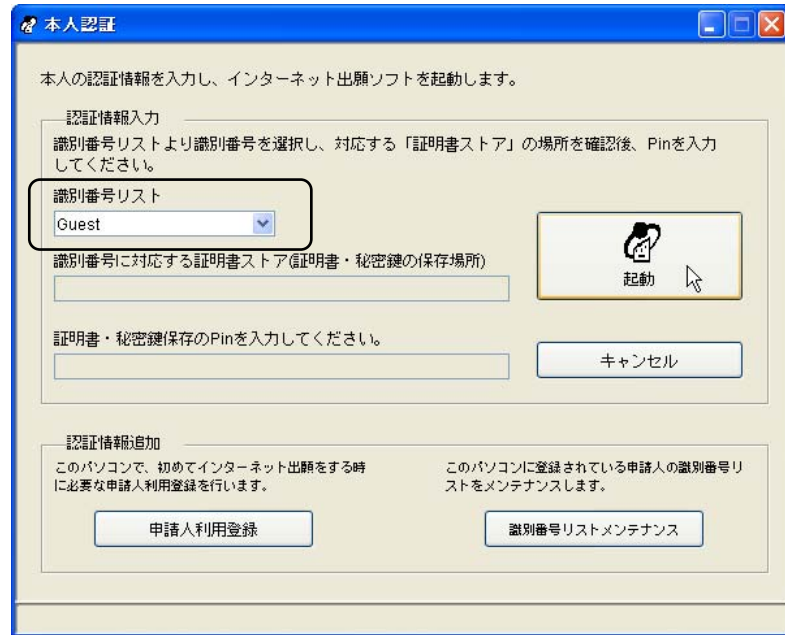 本人認証
本人の認証情報を入力し、インターネット出願ソフトを起動します。
認証情報入力
識別番号リストより識別番号を選択し、対応する「証明書ストア」の場所を確認後、Pinを入力
してください。
識別番号リスト
Guest
識別番号に対応する証明書ストア(証明書・秘密鍵の保存場所)
起動
証明書・秘密鍵保存のPinを入力してください。
キャンセル
認証情報追加
このパソコンで、初めてインターネット出願をする時
に必要な申請人利用登録を行います。
申請人利用登録
このパソコンに登録されている申請人の識別番号リ
ストをメンテナンスします。
識別番号リストメンテナンス